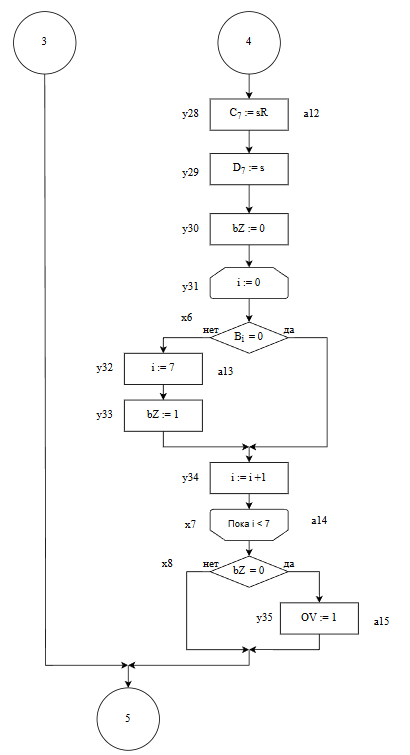 3
4
y28
C7 := sR
a12
y29
D7 := s
y30
bZ := 0
y31
i := 0
x6
нет
Bi = 0
да
y32
i := 7
a13
y33
bZ := 1
y34
i := i +1
x7
Пока i < 7
a14
x8
нет
bZ = 0
да
y35
OV := 1
a15
5